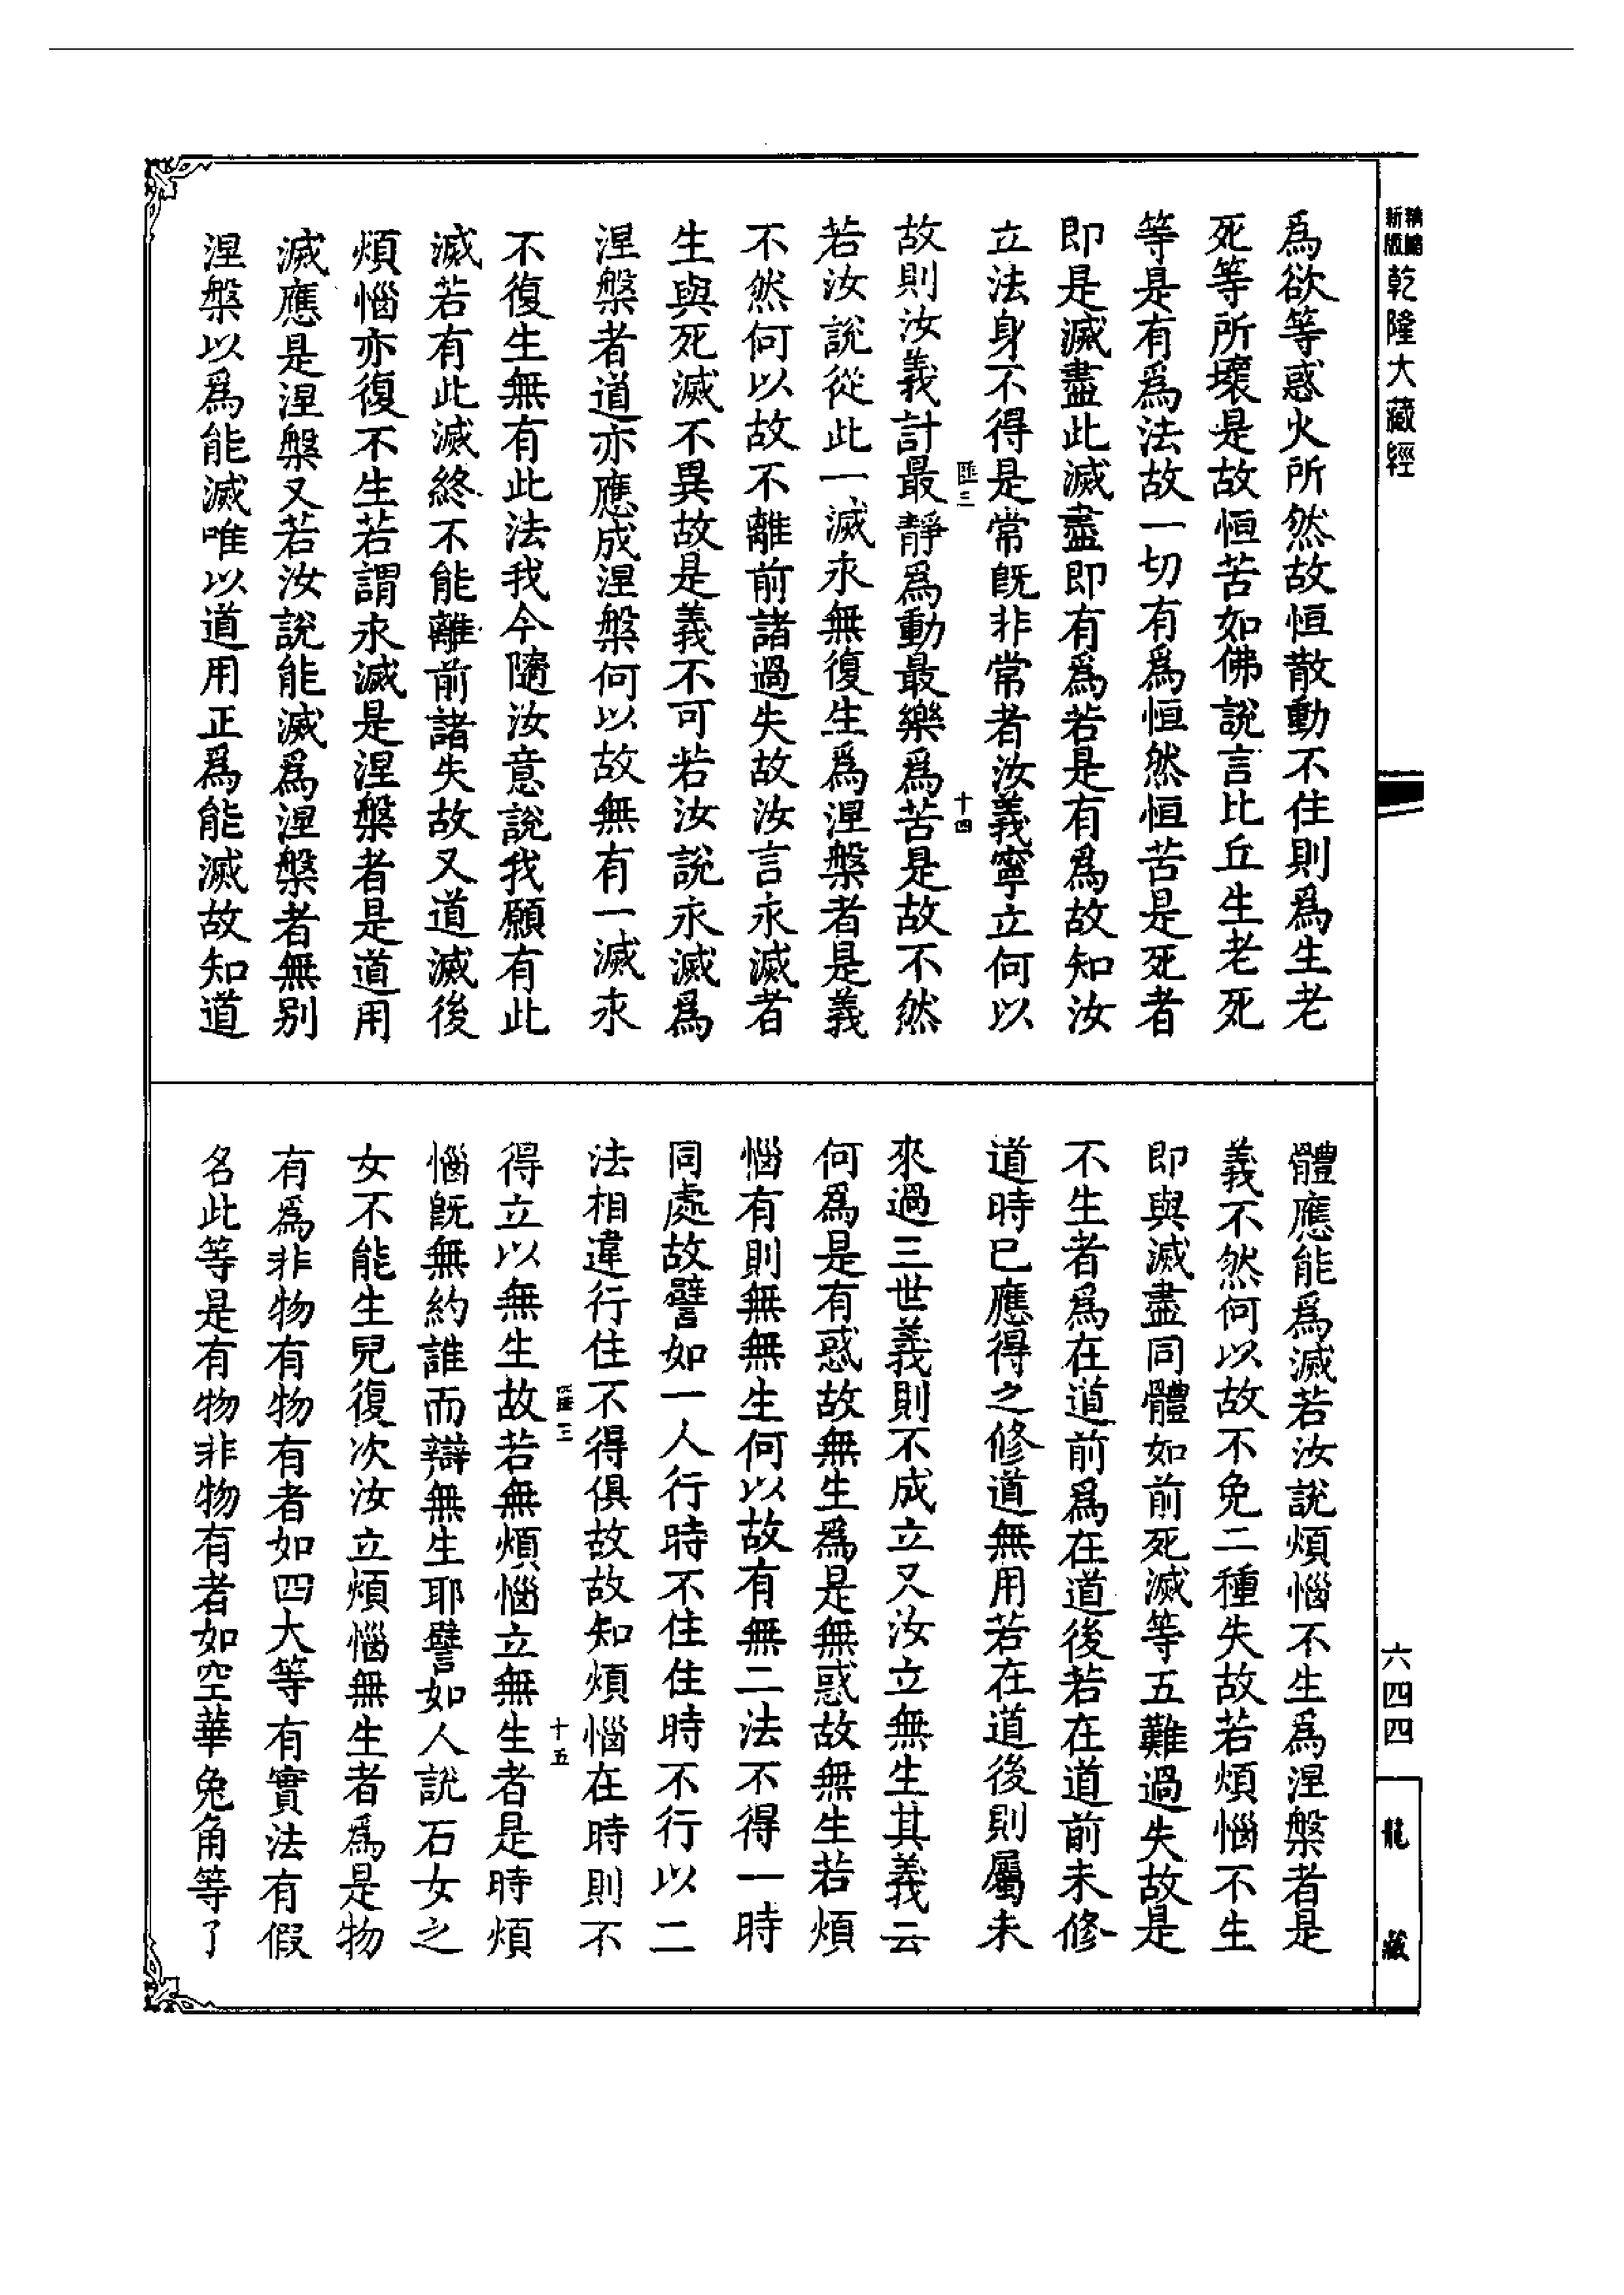 精縮
新版
乾隆大藏經
爲欲等惑火所然故恒散動不住則爲生老
死等所壞是故恒苦如佛說言比丘生老死
等是有爲法故一切有爲恒然恒苦是死者
即是滅盡此滅盡即有爲若是有爲故知汝
立法身不得是常旣非常者汝義寧立何以
匪三
十四
故則汝義計最靜爲動最樂爲苦是故不然
若汝說從此一滅永無復生爲涅槃者是義
不然何以故不離前諸過失故汝言永滅者
生與死滅不異故是義不可若汝說永滅爲
涅槃者道亦應成涅槃何以故無有一滅永
不復生無有此法我今隨汝意說我願有此
滅若有此滅終不能離前諸失故又道滅後
煩惱亦復不生若謂永滅是涅槃者是道用
滅應是涅槃又若汝說能滅爲涅槃者無別
涅槃以爲能滅唯以道用正爲能滅故知道
體應能爲滅若汝說煩惱不生爲涅槃者是
義不然何以故不免二種失故若煩惱不生
即與滅盡同體如前死滅等五難過失故是
不生者爲在道前爲在道後若在道前未修
道時已應得之修道無用若在道後則屬未
來過三世義則不成立又汝立無生其義云
何爲是有惑故無生爲是無惑故無生若煩
惱有則無無生何以故有無二法不得一時
同處故譬如一人行時不住住時不行以二
法相違行住不得俱故故知煩惱在時則不
匪三
十五
得立以無生故若無煩惱立無生者是時煩
惱旣無約誰而辯無生耶譬如人說石女之
女不能生兒復次汝立煩惱無生者爲是物
有爲非物有物有者如四大等有實法有假
名此等是有物非物有者如空華兔角等了
六四四
龍藏